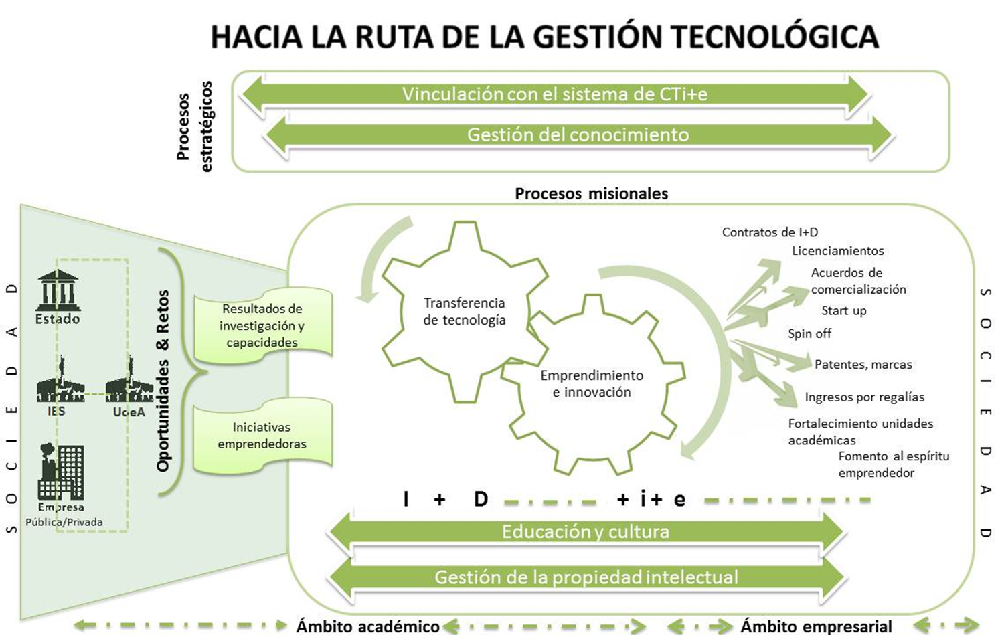 HACIA LA RUTA DE LA GESTIÓN TECNOLÓGICA
Procesos
estratégicos
Vinculación con el sistema de CTi+e
Gestión del conocimiento
Procesos misionales
SOCIEDAD
Estado
IES
UdeA
Empresa
Pública/Privada
Oportunidades & Retos
Resultados de
investigación y
capacidades
Iniciativas
emprendedoras
Transferencia
de tecnología
Emprendimiento
e innovación
Contratos de I+D
Licenciamientos
Acuerdos de
comercialización
Start up
Spin off
Patentes, marcas
Ingresos por regalías
Fortalecimiento unidades
académicas
Fomento al espíritu
emprendedor
SOCIEDAD
I + D + i+ e
Educación y cultura
Gestión de la propiedad intelectual
Ámbito académico
Ámbito empresarial